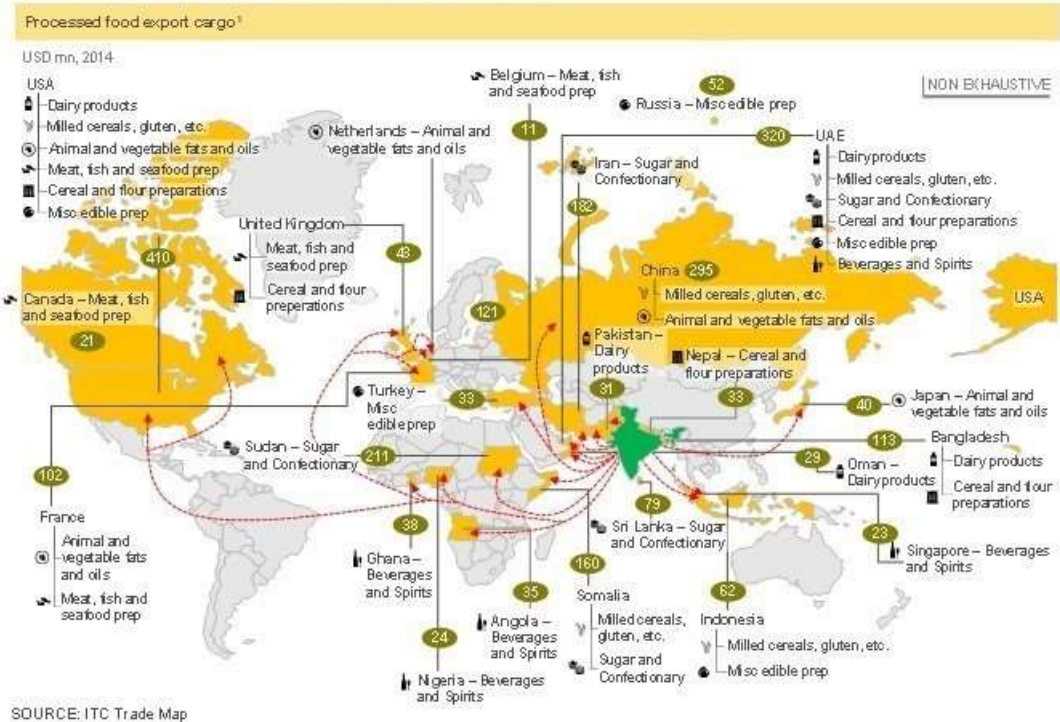 Processed food export cargo¹
USD mn, 2014
NON EXHAUSTIVE
USA
Dairy products
Milled cereals, gluten, etc.
Animal and vegetable fats and oils
Meat, fish and seafood prep
Cereal and flour preparations
Misc edible prep
410
Canada – Meat, fish
and seafood prep
21
United Kingdom
Meat, fish and
seafood prep
Cereal and flour
preperations
43
Netherlands – Animal and
vegetable fats and oils
121
Belgium – Meat, fish
and seafood prep
11
52
Russia – Misc edible prep
320
UAE
Dairy products
Milled cereals, gluten, etc.
Sugar and Confectionary
Cereal and flour preparations
Misc edible prep
Beverages and Spirits
Iran – Sugar and
Confectionary
182
China 295
Milled cereals, gluten, etc.
Animal and vegetable fats and oils
USA
Pakistan –
Dairy
products
31
Nepal – Cereal and
flour preparations
33
Turkey –
Misc
edible prep
33
40
Japan – Animal and
vegetable fats and oils
113
Bangladesh
Dairy products
Cereal and flour
preparations
29
Oman –
Dairy products
Sudan – Sugar
and Confectionary
211
102
France
Animal and
vegetable fats
and oils
Meat, fish and
seafood prep
38
Ghana –
Beverages
and Spirits
24
Nigeria – Beverages
and Spirits
35
Angola –
Beverages
and Spirits
160
Somalia
Milled cereals,
gluten, etc.
Sugar and
Confectionary
79
Sri Lanka – Sugar
and Confectionary
62
Indonesia
Milled cereals, gluten, etc.
Misc edible prep
23
Singapore – Beverages
and Spirits
SOURCE: ITC Trade Map